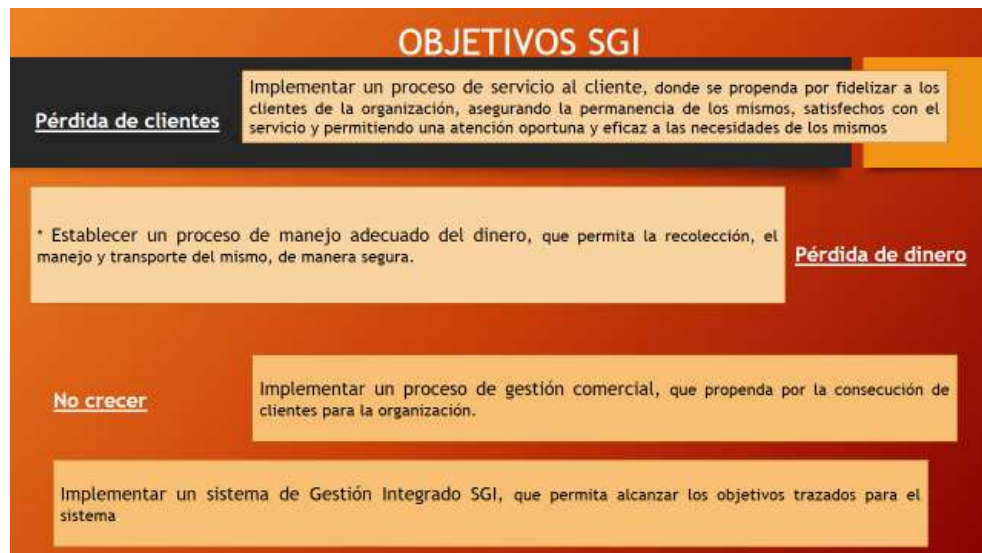 OBJETIVOS SGI
Pérdida de clientes
Implementar un proceso de servicio al cliente, donde se propenda por fidelizar a los
clientes de la organización, asegurando la permanencia de los mismos, satisfechos con el
servicio y permitiendo una atención oportuna y eficaz a las necesidades de los mismos
* Establecer un proceso de manejo adecuado del dinero, que permita la recolección, el
manejo y transporte del mismo, de manera segura.
Pérdida de dinero
No crecer
Implementar un proceso de gestión comercial, que propenda por la consecución de
clientes para la organización.
Implementar un sistema de Gestión Integrado SGI, que permita alcanzar los objetivos trazados para el
sistema